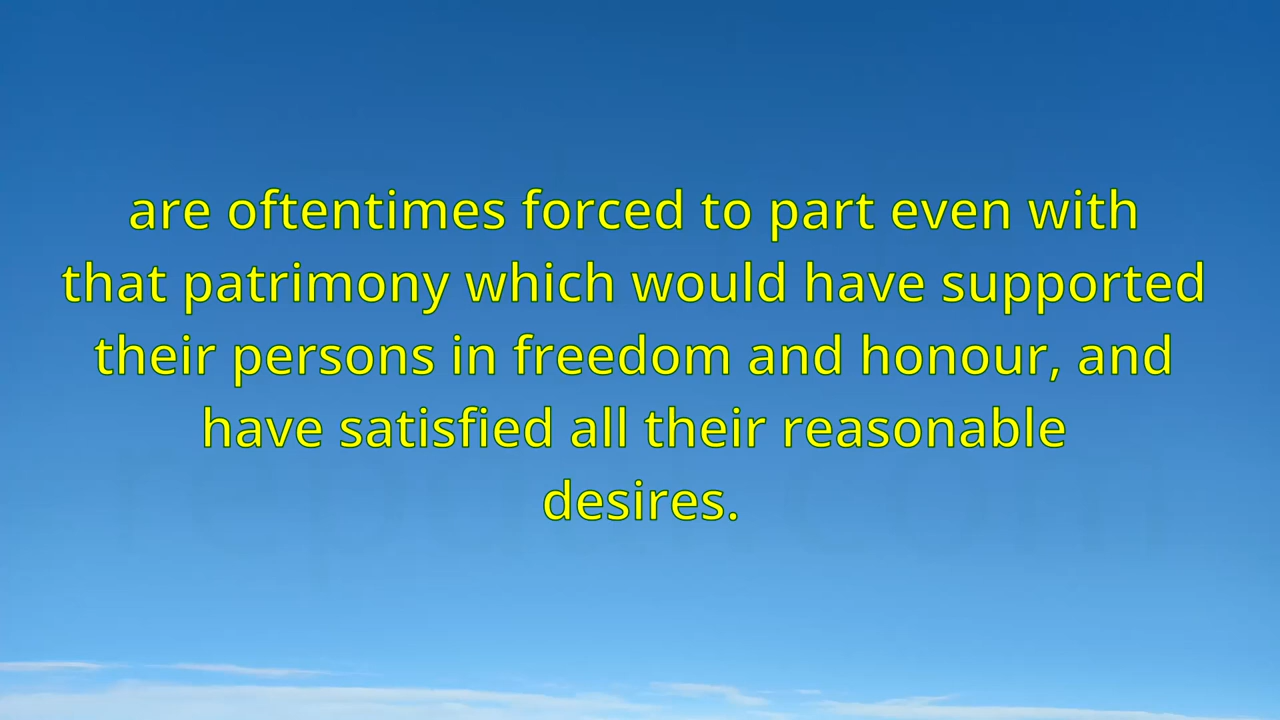 are oftentimes forced to part even with
that patrimony which would have supported
their persons in freedom and honour, and
have satisfied all their reasonable
desires.